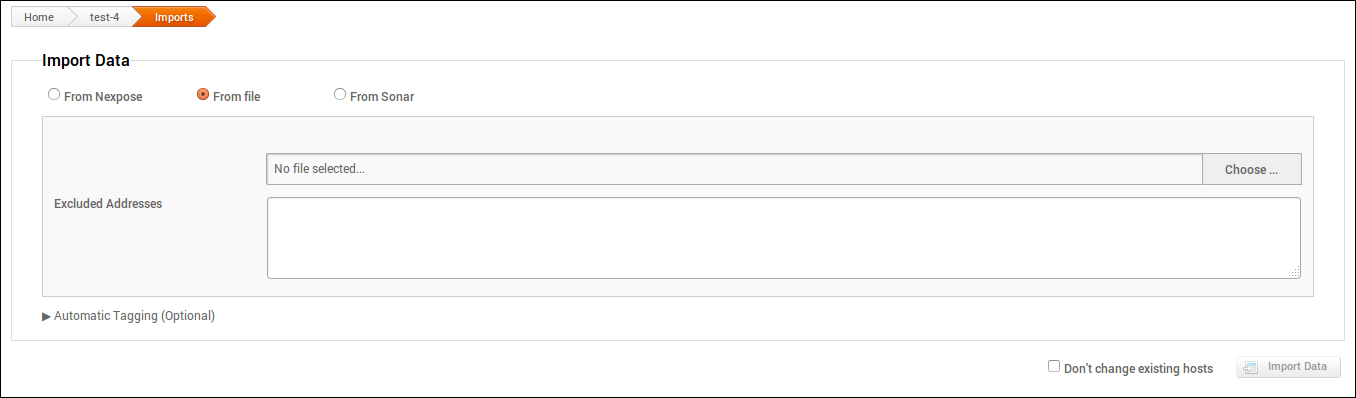 Home test-4 Imports
Import Data
From Nexpose From file From Sonar
No file selected... Choose ...
Excluded Addresses
▶ Automatic Tagging (Optional)
Don't change existing hosts Import Data